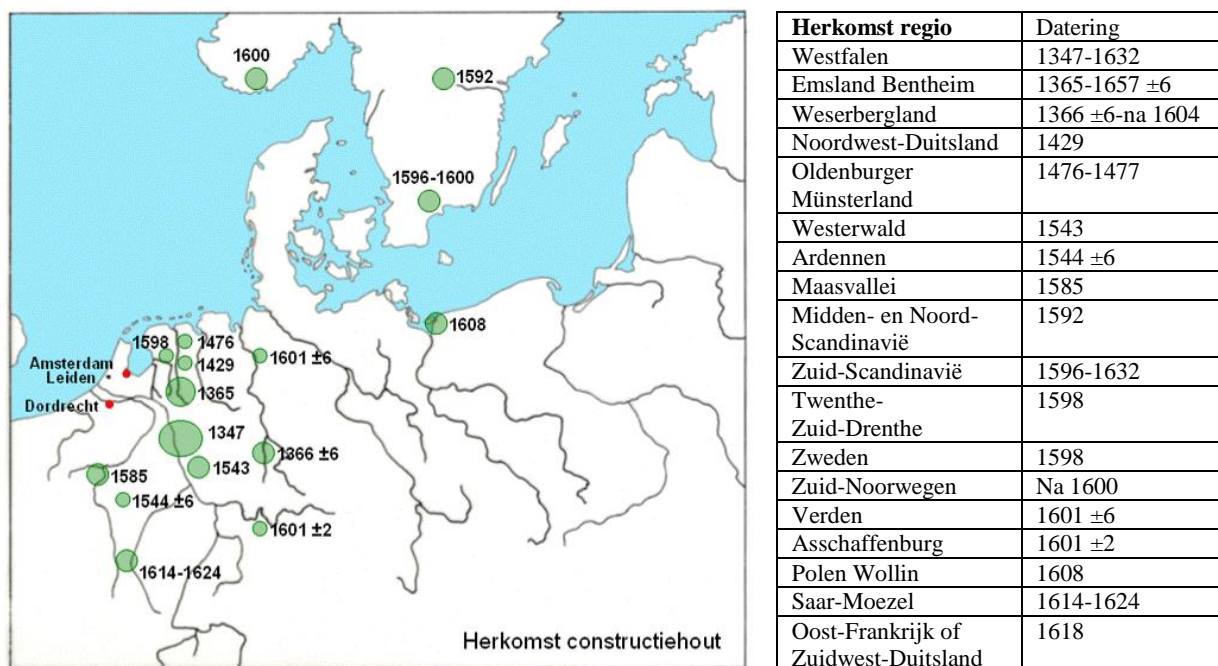 1600
1592
1596-1600
1608
1598
1476
1429
1601 ±6
Amsterdam
Leiden
1365
Dordrecht
1347
1366 ±6
1543
1585
1544 ±6
1601 ±2
1614-1624
Herkomst constructiehout
Herkomst regio Datering
Westfalen 1347-1632
Emsland Bentheim 1365-1657 ±6
Weserbergland 1366 ±6-na 1604
Noordwest-Duitsland 1429
Oldenburger 1476-1477
Münsterland
Westerwald 1543
Ardennen 1544 ±6
Maasvallei 1585
Midden- en Noord- 1592
Scandinavië
Zuid-Scandinavië 1596-1632
Twenthe- 1598
Zuid-Drenthe
Zweden 1598
Zuid-Noorwegen Na 1600
Verden 1601 ±6
Asschaffenburg 1601 ±2
Polen Wollin 1608
Saar-Moezel 1614-1624
Oost-Frankrijk of 1618
Zuidwest-Duitsland